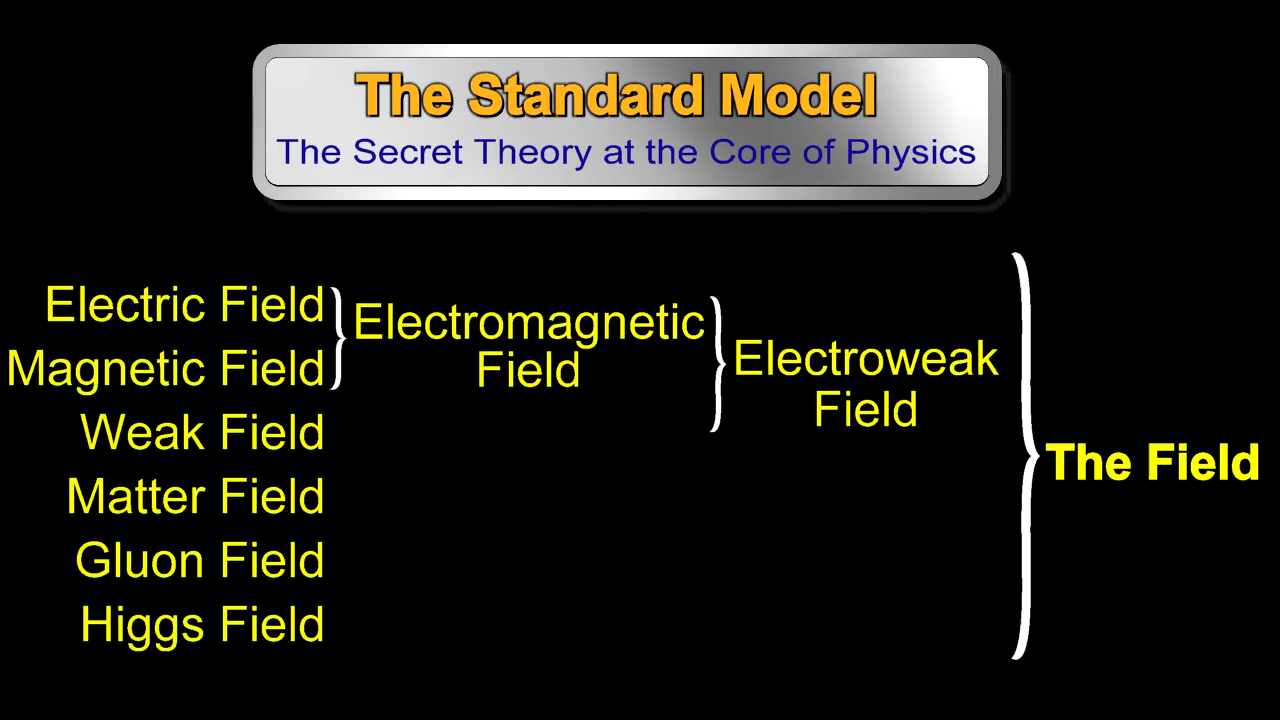 The Standard Model
The Secret Theory at the Core of Physics
Electric Field
Magnetic Field
Weak Field
Matter Field
Gluon Field
Higgs Field
Electromagnetic
Field
Electroweak
Field
The Field